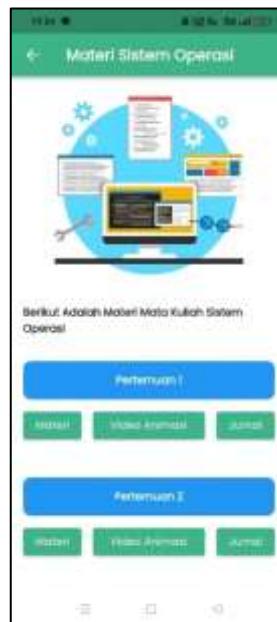 Materi Sistem Operasi
Berikut Adalah Materi Mata Kuliah Sistem
Operasi
Pertemuan 1
Materi
Video Animasi
Jurnal
Pertemuan 2
Materi
Video Animasi
Jurnal